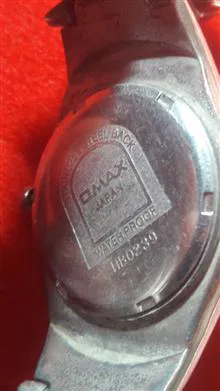 STEEL BACK
OMAX
JAPAN
WATER PROOF
HB0239